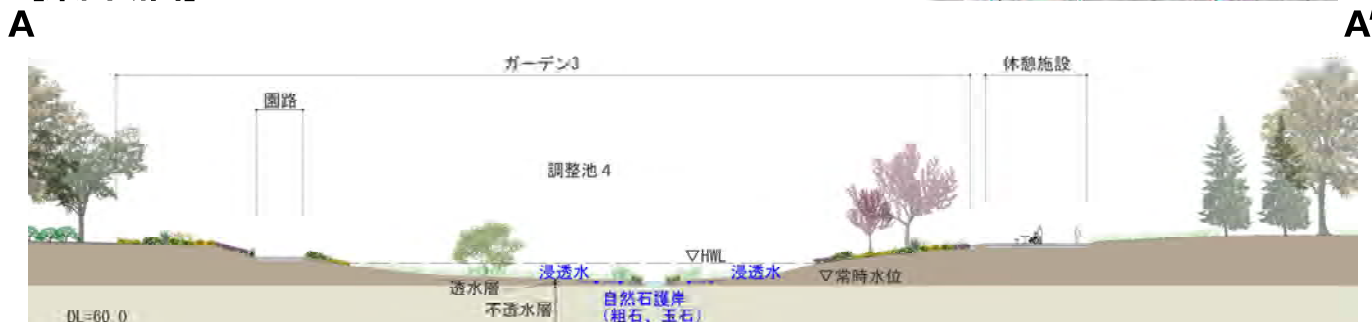 A
A'
ガーデン3
休憩施設
園路
調整池4
▽HWL
浸透水
浸透水
▽常時水位
透水層
不透水層
自然石護岸
(粗石、玉石)
DL=60.0